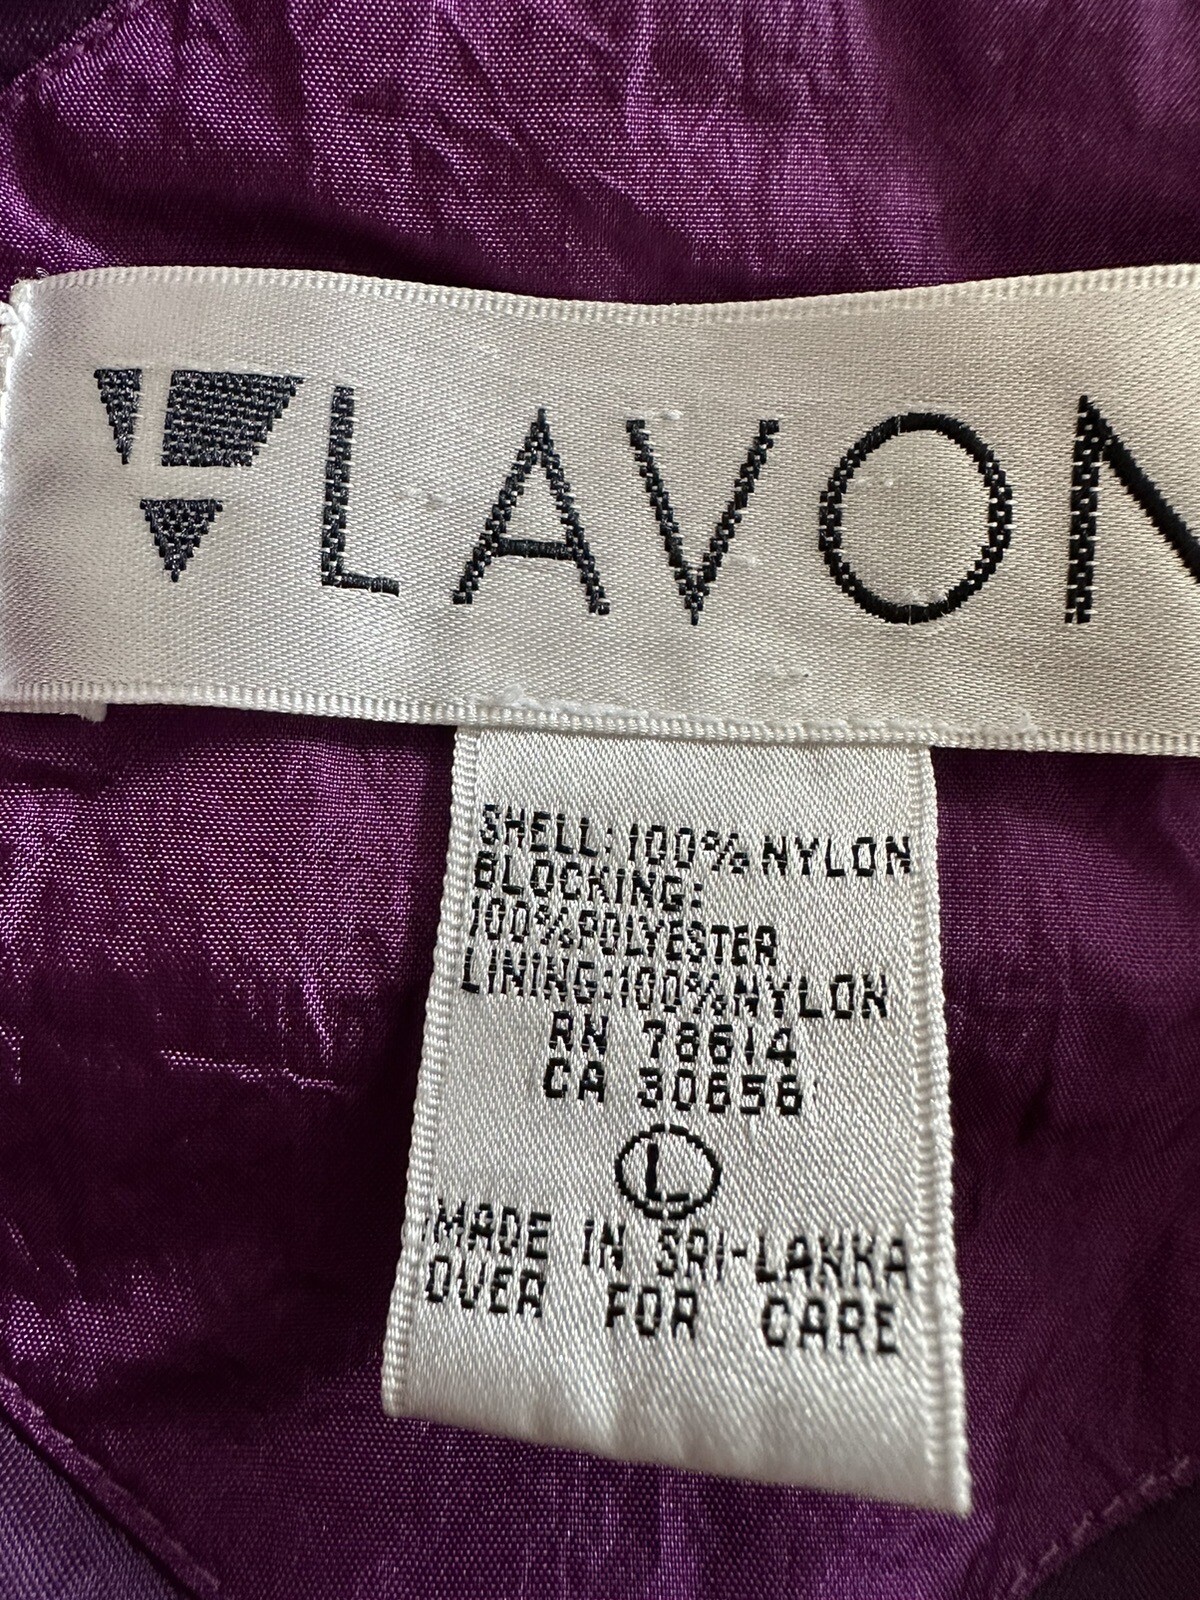 LAVON
SHELL: 100% NYLON
BLOCKING:
100% POLYESTER
LINING: 100% NYLON
RN 78614
CA 30656
L
MADE IN SRI-LANKA
OVER FOR CARE